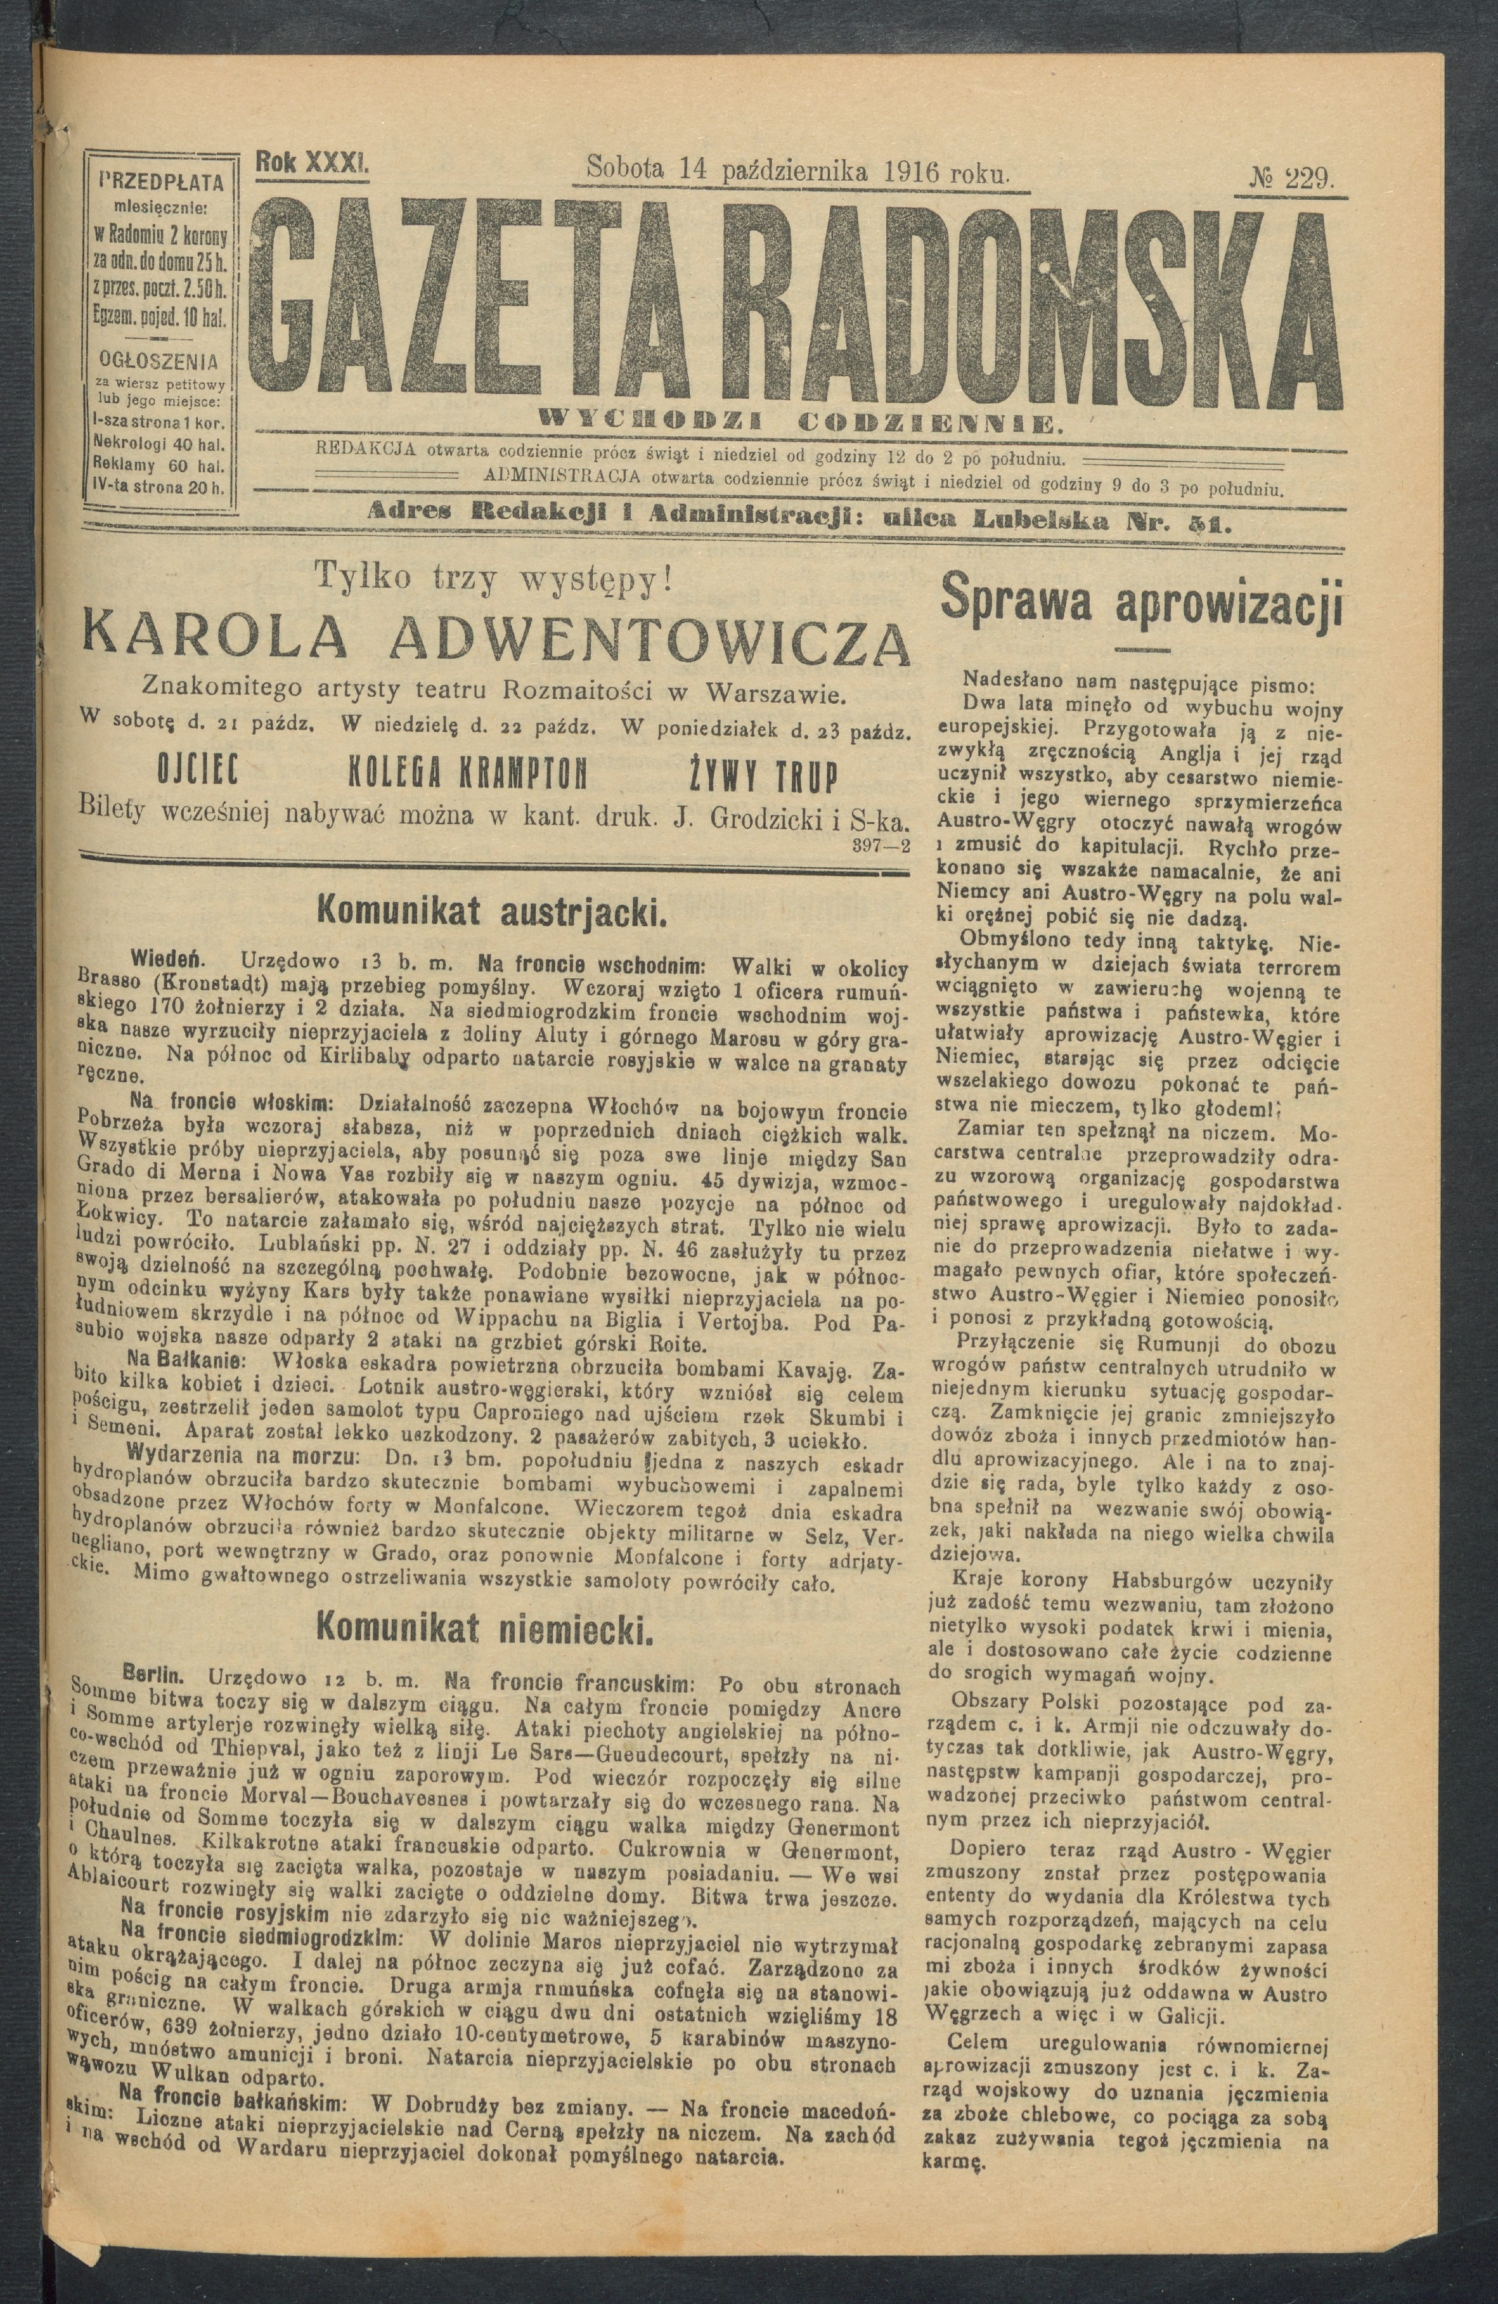 PRZEDPŁATA
miesięcznie:
w Radomiu 2 korony
za odn. do domu 25 h.
z przes. poczt. 2.50 h.
Egzem. pojed. 10 hal.
OGŁOSZENIA
za wiersz petitowy
lub jego miejsce:
I-sza strona 1 kor.
Nekrologi 40 hal.
Reklamy 60 hal.
IV-ta strona 20 h.
Rok XXXI.
Sobota 14 października 1916 roku.
№ 229.
GAZETA RADOMSKA
WYCHODZI CODZIENNIE.
REDAKCJA otwarta codziennie prócz świąt i niedziel od godziny 12 do 2 po południu.
ADMINISTRACJA otwarta codziennie prócz świąt i niedziel od godziny 9 do 3 po południu.
Adres Redakcji i Administracji: ulica Lubelska Nr. 51.
Tylko trzy występy!
KAROLA ADWENTOWICZA
Znakomitego artysty teatru Rozmaitości w Warszawie.
W sobotę d. 21 paźdz. W niedzielę d. 22 paźdz. W poniedziałek d. 23 paźdz.
OJCIEC KOLEGA KRAMPTON ŻYWY TRUP
Bilety wcześniej nabywać można w kant. druk. J. Grodzicki i S-ka.
397—2
Komunikat austrjacki.
Wiedeń. Urzędowo 13 b. m. Na froncie wschodnim: Walki w okolicy
Brasso (Kronstadt) mają przebieg pomyślny. Wczoraj wzięto 1 oficera rumuń-
skiego 170 żołnierzy i 2 działa. Na siedmiogrodzkim froncie wschodnim woj-
ska nasze wyrzuciły nieprzyjaciela z doliny Aluty i górnego Marosu w góry gra-
niczne. Na północ od Kirlibaby odparto natarcie rosyjskie w walce na granaty
ręczne.
Na froncie włoskim: Działalność zaczepna Włochów na bojowym froncie
Pobrzeża była wczoraj słabsza, niż w poprzednich dniach ciężkich walk.
Wszystkie próby nieprzyjaciela, aby posunąć się poza swe linje między San
Grado di Merna i Nowa Vas rozbiły się w naszym ogniu. 45 dywizja, wzmoc-
niona przez bersalierów, atakowała po południu nasze pozycje na północ od
Łokwicy. To natarcie załamało się, wśród najcięższych strat. Tylko nie wielu
ludzi powróciło. Lublański pp. N. 27 i oddziały pp. N. 46 zasłużyły tu przez
swoją dzielność na szczególną pochwałę. Podobnie bezowocne, jak w północ-
nym odcinku wyżyny Kars były także ponawiane wysiłki nieprzyjaciela na po-
łudniowem skrzydle i na północ od Wippachu na Biglia i Vertojba. Pod Pa-
subio wojska nasze odparły 2 ataki na grzbiet górski Roite.
Na Bałkanie: Włoska eskadra powietrzna obrzuciła bombami Kavaję. Za-
bito kilka kobiet i dzieci. Lotnik austro-węgierski, który wzniósł się celem
pościgu, zestrzelił jeden samolot typu Caproniego nad ujściem rzek Skumbi i
i Semeni. Aparat został lekko uszkodzony. 2 pasażerów zabitych, 3 uciekło.
Wydarzenia na morzu: Dn. 13 bm. popołudniu jedna z naszych eskadr
hydroplanów obrzuciła bardzo skutecznie bombami wybuchowemi i zapalnemi
obsadzone przez Włochów forty w Monfalcone. Wieczorem tegoż dnia eskadra
hydroplanów obrzuciła również bardzo skutecznie objekty militarne w Selz, Ver-
negliano, port wewnętrzny w Grado, oraz ponownie Monfalcone i forty adrjaty-
ckie. Mimo gwałtownego ostrzeliwania wszystkie samoloty powróciły cało.
Komunikat niemiecki.
Berlin. Urzędowo 12 b. m. Na froncie francuskim: Po obu stronach
Somme bitwa toczy się w dalszym ciągu. Na całym froncie pomiędzy Ancre
i Somme artylerje rozwinęły wielką siłę. Ataki piechoty angielskiej na półno-
co-wschód od Thiepval, jako też z linji Le Sars—Gueudecourt, spełzły na ni-
czem przeważnie już w ogniu zaporowym. Pod wieczór rozpoczęły się silne
ataki na froncie Morval—Bouchavesnes i powtarzały się do wczesnego rana. Na
południe od Somme toczyła się w dalszym ciągu walka między Genermont
i Chaulnes. Kilkakrotne ataki francuskie odparto. Cukrownia w Genermont,
o którą toczyła się zacięta walka, pozostaje w naszym posiadaniu. — We wsi
Ablaicourt rozwinęły się walki zacięte o oddzielne domy. Bitwa trwa jeszcze.
Na froncie rosyjskim nie zdarzyło się nic ważniejszego.
Na froncie siedmiogrodzkim: W dolinie Maros nieprzyjaciel nie wytrzymał
ataku okrążającego. I dalej na północ zeczyna się już cofać. Zarządzono za
nim pościg na całym froncie. Druga armja rnmuńska cofnęła się na stanowi-
ska graniczne. W walkach górskich w ciągu dwu dni ostatnich wzięliśmy 18
oficerów, 639 żołnierzy, jedno działo 10-centymetrowe, 5 karabinów maszyno-
wych, mnóstwo amunicji i broni. Natarcia nieprzyjacielskie po obu stronach
wąwozu Wulkan odparto.
Na froncie bałkańskim: W Dobrudży bez zmiany. — Na froncie macedoń-
skim: Liczne ataki nieprzyjacielskie nad Cerną spełzły na niczem. Na zachód
i na wschód od Wardaru nieprzyjaciel dokonał pomyślnego natarcia.
Sprawa aprowizacji
Nadesłano nam następujące pismo:
Dwa lata minęło od wybuchu wojny
europejskiej. Przygotowała ją z nie-
zwykłą zręcznością Anglja i jej rząd
uczynił wszystko, aby cesarstwo niemie-
ckie i jego wiernego sprzymierzeńca
Austro-Węgry otoczyć nawałą wrogów
i zmusić do kapitulacji. Rychło prze-
konano się wszakże namacalnie, że ani
Niemcy ani Austro-Węgry na polu wal-
ki orężnej pobić się nie dadzą.
Obmyślono tedy inną taktykę. Nie-
słychanym w dziejach świata terrorem
wciągnięto w zawieruchę wojenną te
wszystkie państwa i państewka, które
ułatwiały aprowizację Austro-Węgier i
Niemiec, starając się przez odcięcie
wszelakiego dowozu pokonać te pań-
stwa nie mieczem, tylko głodem!
Zamiar ten spełznął na niczem. Mo-
carstwa centralne przeprowadziły odra-
zu wzorową organizację gospodarstwa
państwowego i uregulowały najdokład-
niej sprawę aprowizacji. Było to zada-
nie do przeprowadzenia niełatwe i wy-
magało pewnych ofiar, które społeczeń-
stwo Austro-Węgier i Niemiec ponosiło
i ponosi z przykładną gotowością.
Przyłączenie się Rumunji do obozu
wrogów państw centralnych utrudniło w
niejednym kierunku sytuację gospodar-
czą. Zamknięcie jej granic zmniejszyło
dowóz zboża i innych przedmiotów han-
dlu aprowizacyjnego. Ale i na to znaj-
dzie się rada, byle tylko każdy z oso-
bna spełnił na wezwanie swój obowią-
zek, jaki nakłada na niego wielka chwila
dziejowa.
Kraje korony Habsburgów uczyniły
już zadość temu wezwaniu, tam złożono
nietylko wysoki podatek krwi i mienia,
ale i dostosowano całe życie codzienne
do srogich wymagań wojny.
Obszary Polski pozostające pod za-
rządem c. i k. Armji nie odczuwały do-
tyczas tak dotkliwie, jak Austro-Węgry,
następstw kampanji gospodarczej, pro-
wadzonej przeciwko państwom central-
nym przez ich nieprzyjaciół.
Dopiero teraz rząd Austro - Węgier
zmuszony znstał przez postępowania
ententy do wydania dla Królestwa tych
samych rozporządzeń, mających na celu
racjonalną gospodarkę zebranymi zapasa
mi zboża i innych środków żywności
jakie obowiązują już oddawna w Austro
Węgrzech a więc i w Galicji.
Celem uregulowania równomiernej
aprowizacji zmuszony jest c. i k. Za-
rząd wojskowy do uznania jęczmienia
za zboże chlebowe, co pociąga za sobą
zakaz zużywania tegoż jęczmienia na
karmę.